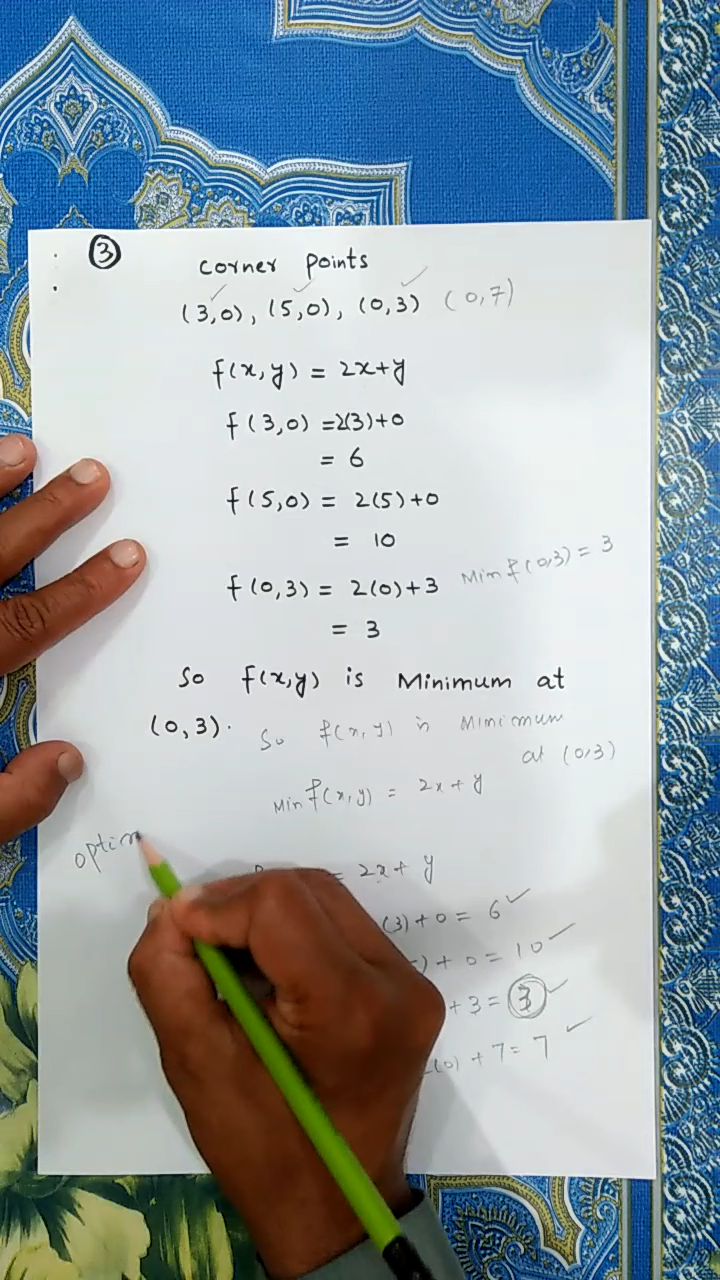 ③ corner points
(3,0), (5,0), (0,3) (0,7)
f(x,y) = 2x+y
f(3,0) =2(3)+0
= 6
f(5,0) = 2(5)+0
= 10
f(0,3) = 2(0)+3 Min f(0,3) = 3
= 3
So f(x,y) is Minimum at
(0,3). So f(x,y) is Minimum
at (0,3)
Min f(x,y) = 2x + y
optim
= 2x + y
(3) + 0 = 6
) + 0 = 10
+ 3 = ③
(0) + 7 = 7